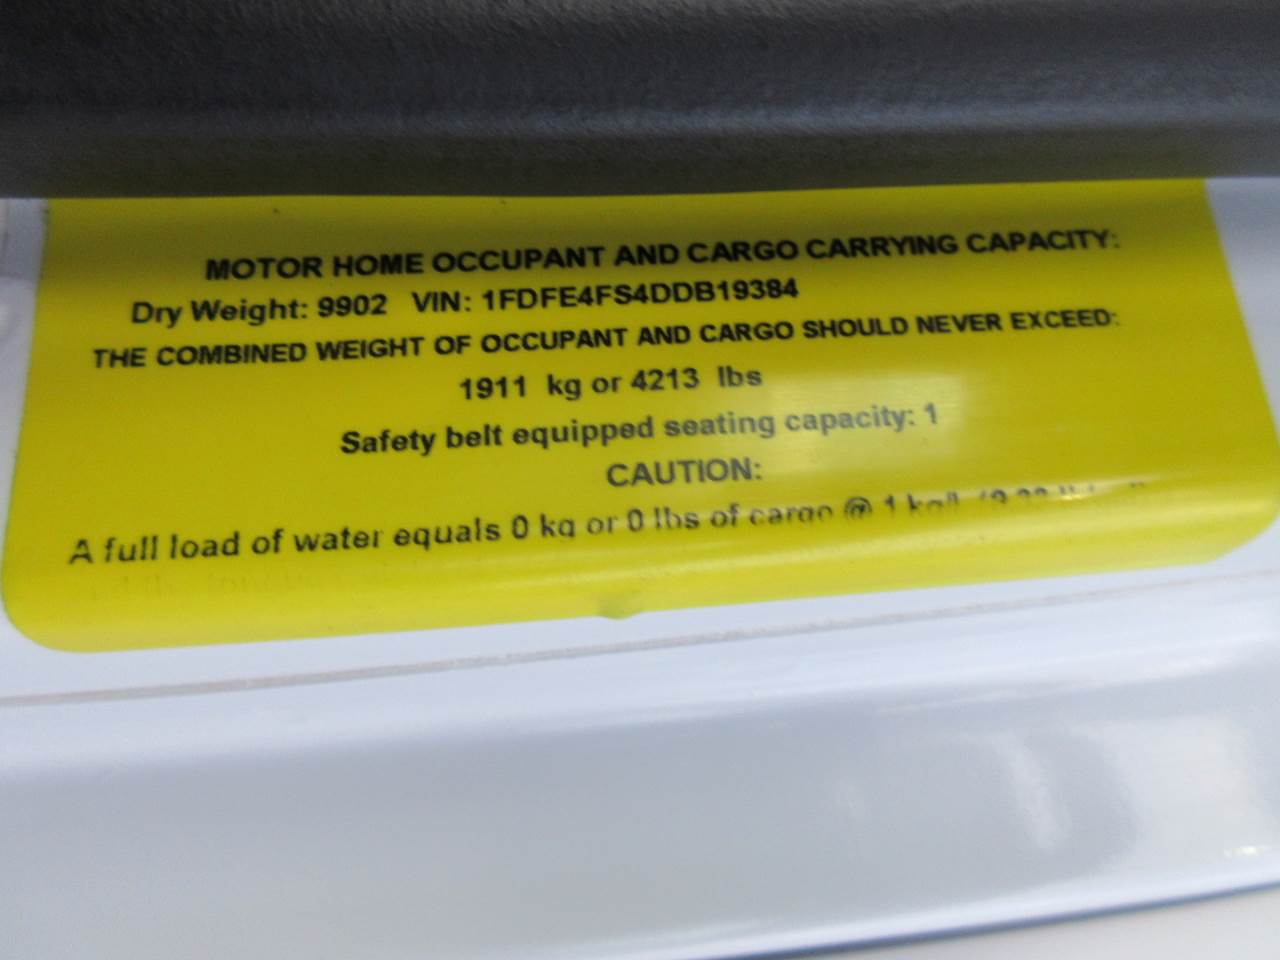 MOTOR HOME OCCUPANT AND CARGO CARRYING CAPACITY:
Dry Weight: 9902 VIN: 1FDFE4FS4DDB19384
THE COMBINED WEIGHT OF OCCUPANT AND CARGO SHOULD NEVER EXCEED:
1911 kg or 4213 lbs
Safety belt equipped seating capacity: 1
CAUTION:
A full load of water equals 0 kg or 0 lbs of cargo @ 1 kg/l